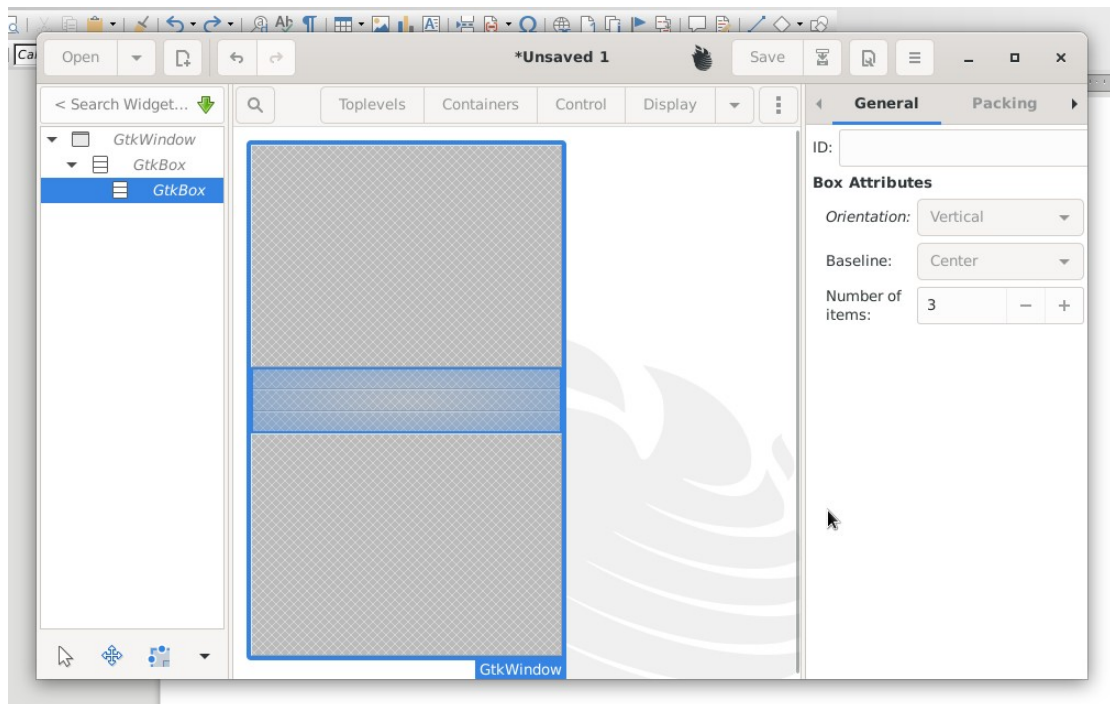 Cal
Open
*Unsaved 1
Save
< Search Widget...
Toplevels
Containers
Control
Display
General
Packing
GtkWindow
GtkBox
GtkBox
ID:
Box Attributes
Orientation: Vertical
Baseline: Center
Number of
items:
3
GtkWindow